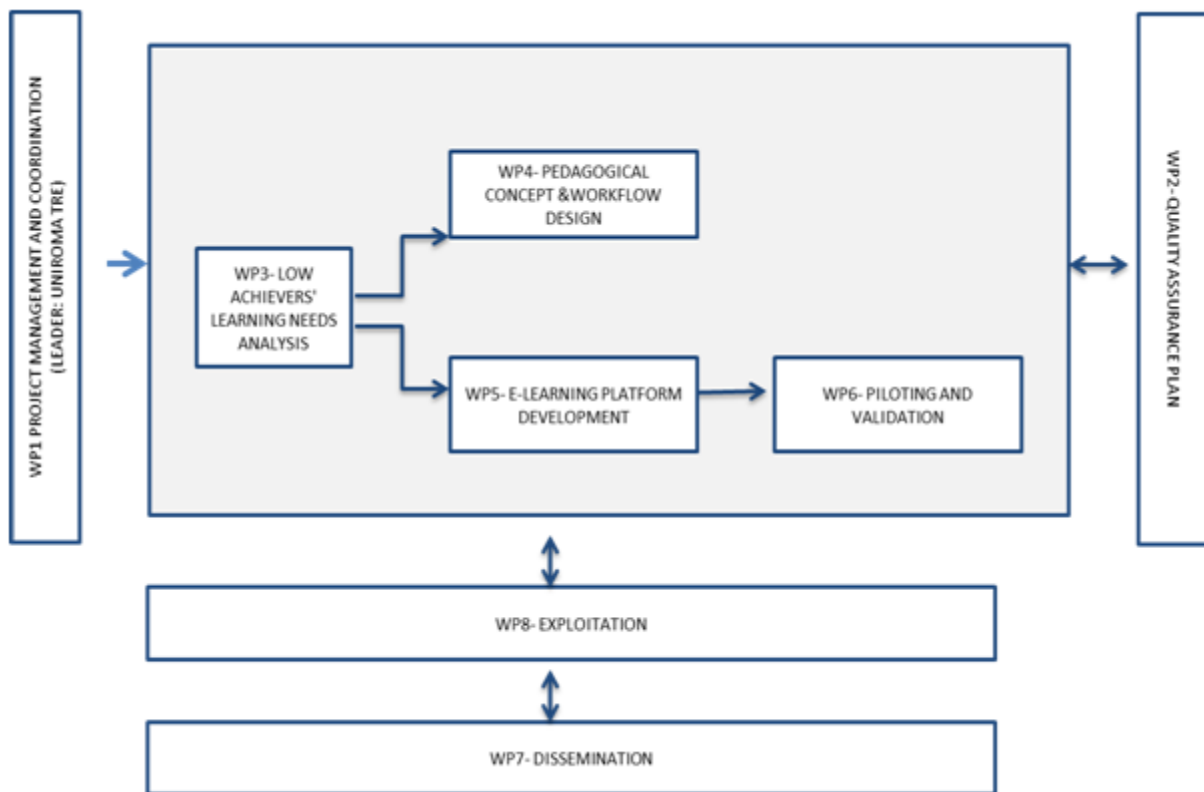 WP1 PROJECT MANAGEMENT AND COORDINATION
(LEADER: UNIROMA TRE)
WP4- PEDAGOGICAL
CONCEPT &WORKFLOW
DESIGN
WP3- LOW
ACHIEVERS'
LEARNING NEEDS
ANALYSIS
WP5- E-LEARNING PLATFORM
DEVELOPMENT
WP6- PILOTING AND
VALIDATION
WP2- QUALITY ASSURANCE PLAN
WP8- EXPLOITATION
WP7- DISSEMINATION